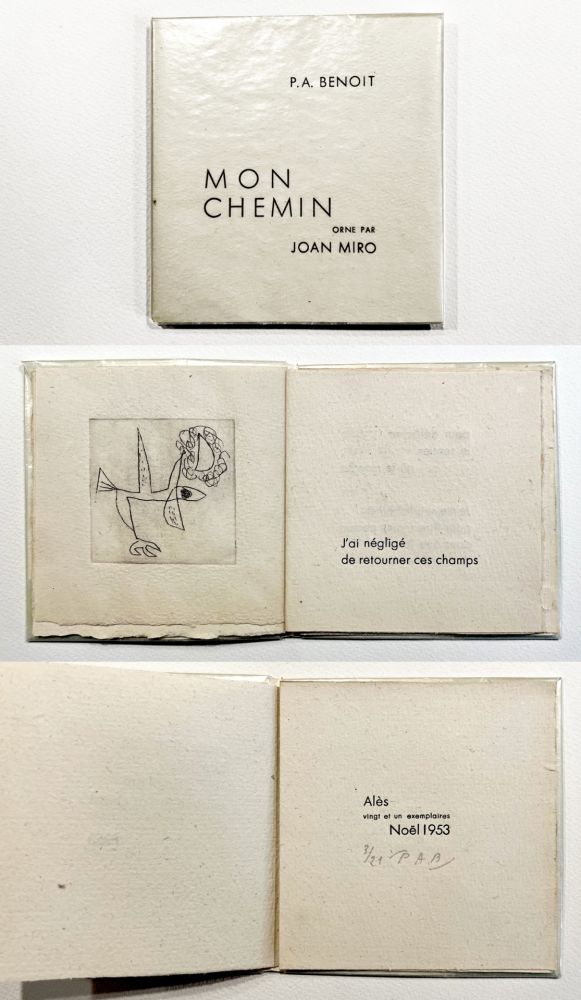 P. A. BENOIT
MON
CHEMIN
ORNE PAR
JOAN MIRO
J'ai négligé
de retourner ces champs
Alès
vingt et un exemplaires
Noël 1953
3/21 P A B